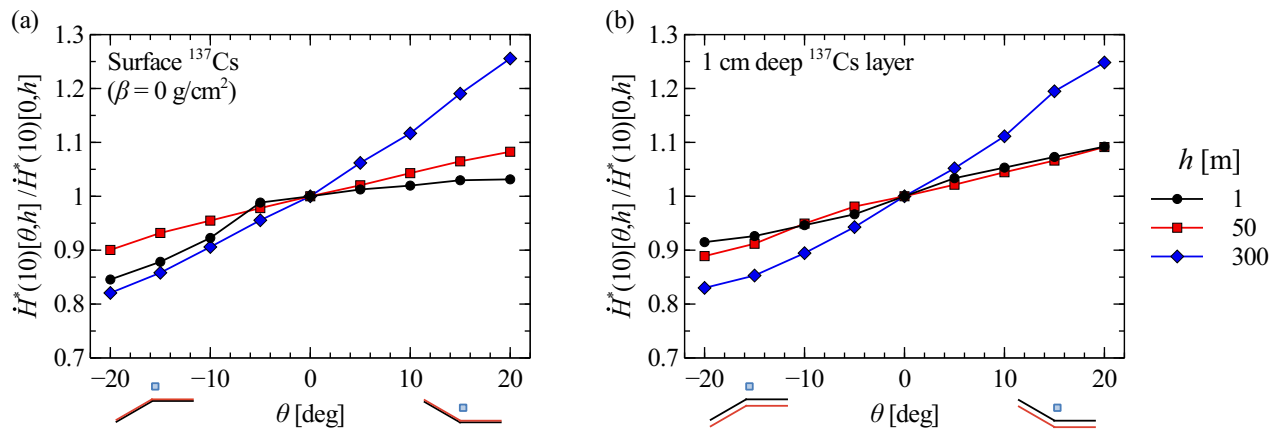 (a)
Ḣ*(10)[θ,h] / Ḣ*(10)[0,h]
1.3
1.2
1.1
1
0.9
0.8
0.7
Surface ¹³⁷Cs
(β = 0 g/cm²)
−20 −10 0 10 20
θ [deg]
(b)
Ḣ*(10)[θ,h] / Ḣ*(10)[0,h]
1.3
1.2
1.1
1
0.9
0.8
0.7
1 cm deep ¹³⁷Cs layer
−20 −10 0 10 20
θ [deg]
h [m]
1
50
300